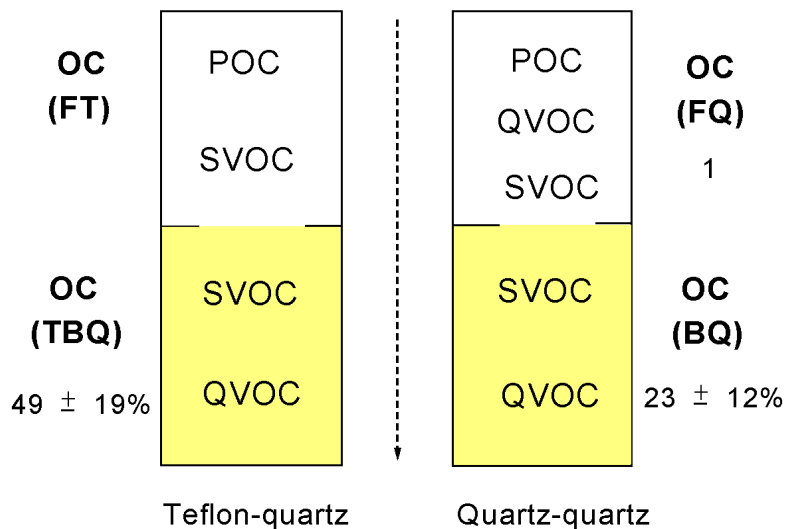 OC
(FT)
POC
SVOC
POC
QVOC
SVOC
OC
(FQ)
1
OC
(TBQ)
49 ± 19%
SVOC
QVOC
SVOC
QVOC
OC
(BQ)
23 ± 12%
Teflon-quartz
Quartz-quartz